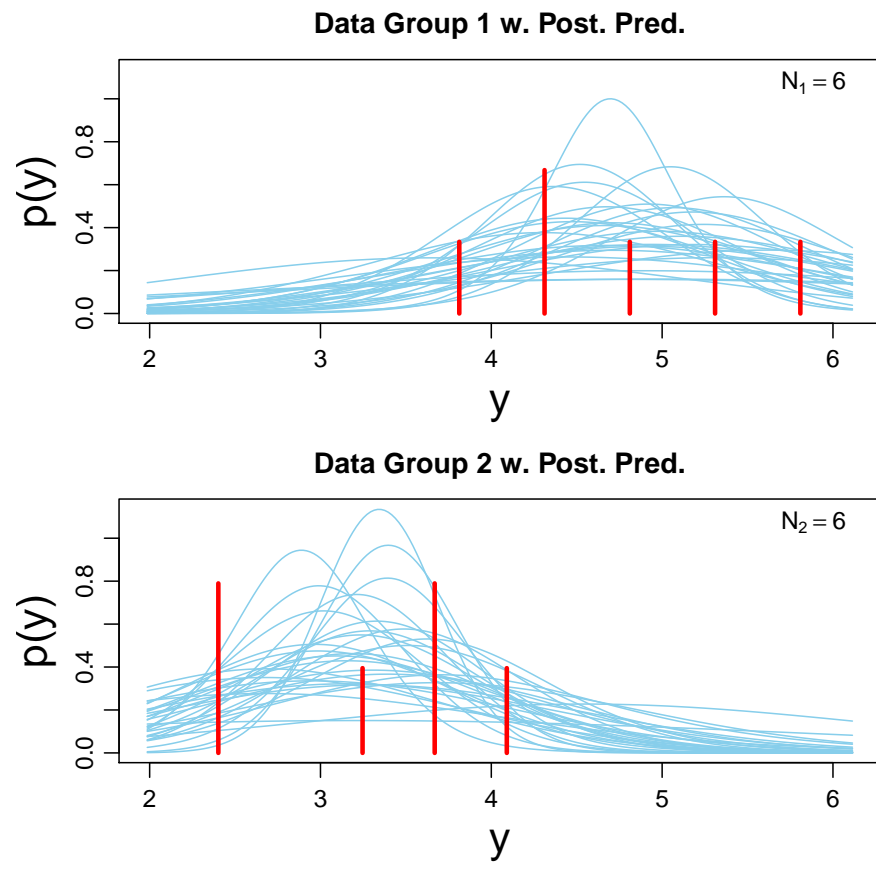 Data Group 1 w. Post. Pred.
N₁ = 6
p(y)
0.0 0.4 0.8
2 3 4 5 6
y
Data Group 2 w. Post. Pred.
N₂ = 6
p(y)
0.0 0.4 0.8
2 3 4 5 6
y